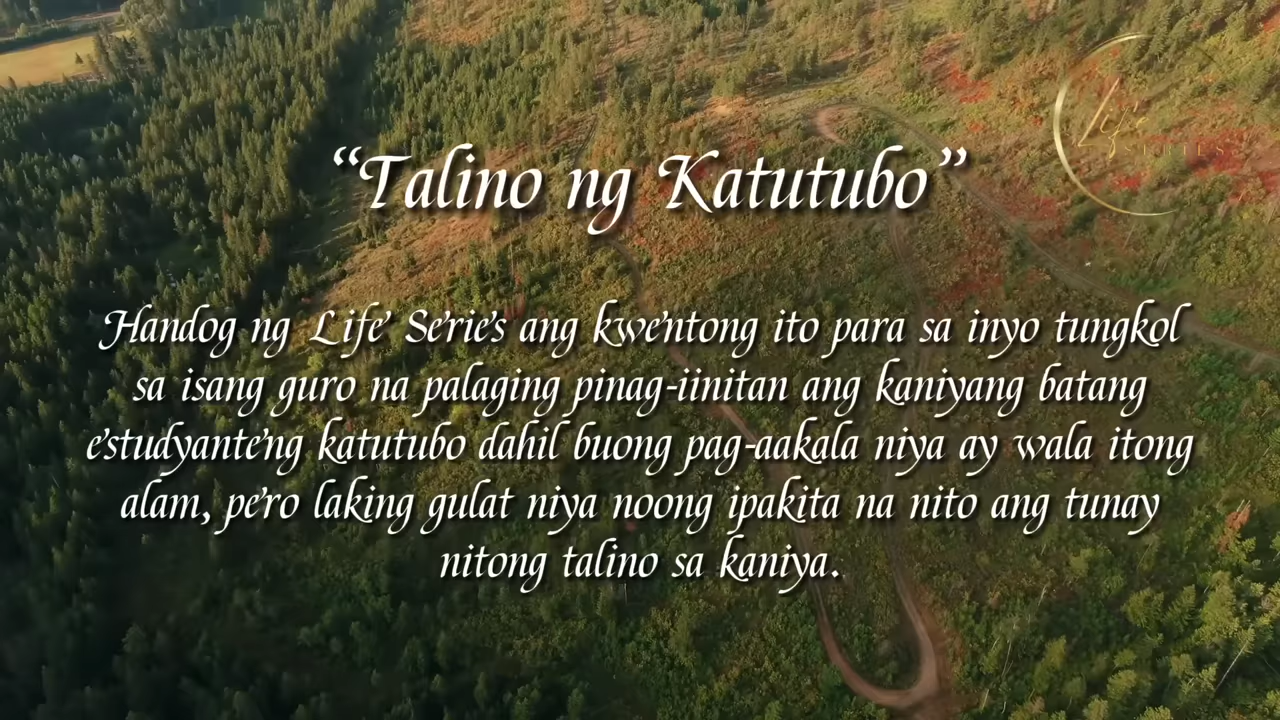 “Talino ng Katutubo”
Life
SERIES
Handog ng Life Series ang kwentong ito para sa inyo tungkol
sa isang guro na palaging pinag-iinitan ang kaniyang batang
estudyanteng katutubo dahil buong pag-aakala niya ay wala itong
alam, pero laking gulat niya noong ipakita na nito ang tunay
nitong talino sa kaniya.